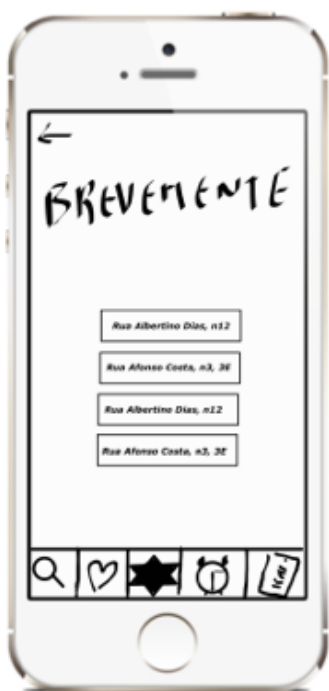 BREVEMENTE
Rua Albertino Dias, n12
Rua Afonso Costa, n3, 3E
Rua Albertino Dias, n12
Rua Afonso Costa, n3, 3E